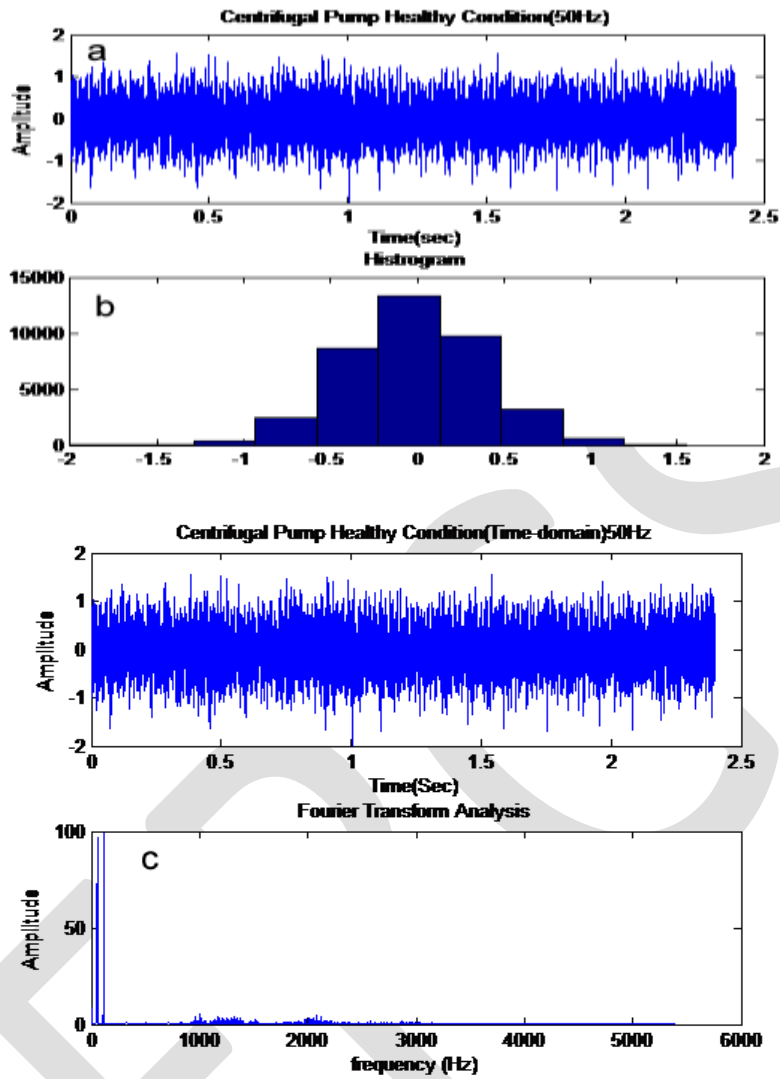 Centrifugal Pump Healthy Condition(50Hz)
a
2
1
0
-1
-2
Amplitude
0 0.5 1 1.5 2 2.5
Time(sec)
Histrogram
b
15000
10000
5000
0
-2 -1.5 -1 -0.5 0 0.5 1 1.5 2
Centrifugal Pump Healthy Condition(Time-domain)50Hz
2
1
0
-1
-2
Amplitude
0 0.5 1 1.5 2 2.5
Time(Sec)
Fourier Transform Analysis
c
100
50
0
Amplitude
0 1000 2000 3000 4000 5000 6000
frequency (Hz)